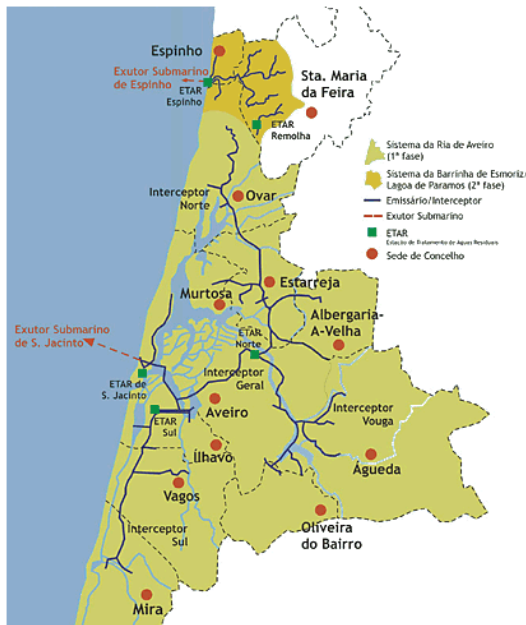 Espinho
Exutor Submarino
de Espinho
ETAR
Espinho
Sta. Maria
da Feira
ETAR
Remolha
Sistema da Ria de Aveiro
(1ª fase)
Sistema da Barrinha de Esmoriz/
Lagoa de Paramos (2ª fase)
Emissário/Interceptor
Exutor Submarino
ETAR
Estação de Tratamento de Águas Residuais
Sede de Concelho
Interceptor
Norte
Ovar
Estarreja
Murtosa
Albergaria-
A-Velha
Exutor Submarino
de S. Jacinto
ETAR
Norte
ETAR de
S. Jacinto
Interceptor
Geral
Aveiro
ETAR
Sul
Interceptor
Vouga
Ílhavo
Águeda
Vagos
Interceptor
Sul
Oliveira
do Bairro
Mira